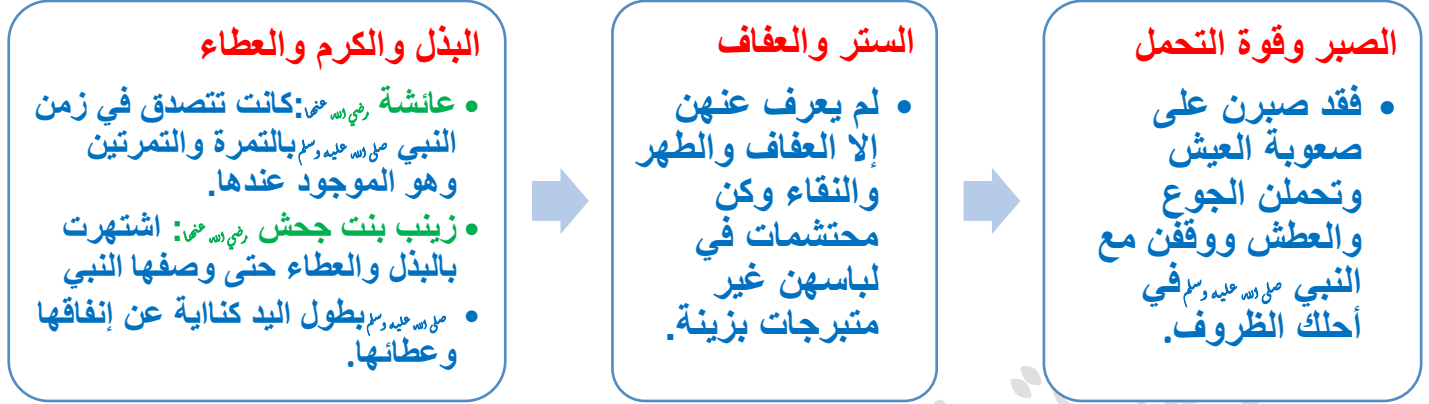 الصبر وقوة التحمل
• فقد صبرن على
صعوبة العيش
وتحملن الجوع
والعطش ووقفن مع
النبي صلى الله عليه وسلم في
أحلك الظروف.
الستر والعفاف
• لم يعرف عنهن
إلا العفاف والطهر
والنقاء وكن
محتشمات في
لباسهن غير
متبرجات بزينة.
البذل والكرم والعطاء
• عائشة رضي الله عنها: كانت تتصدق في زمن
النبي صلى الله عليه وسلم بالتمرة والتمرتين
وهو الموجود عندها.
• زينب بنت جحش رضي الله عنها: اشتهرت
بالبذل والعطاء حتى وصفها النبي
• صلى الله عليه وسلم بطول اليد كنااية عن إنفاقها
وعطائها.